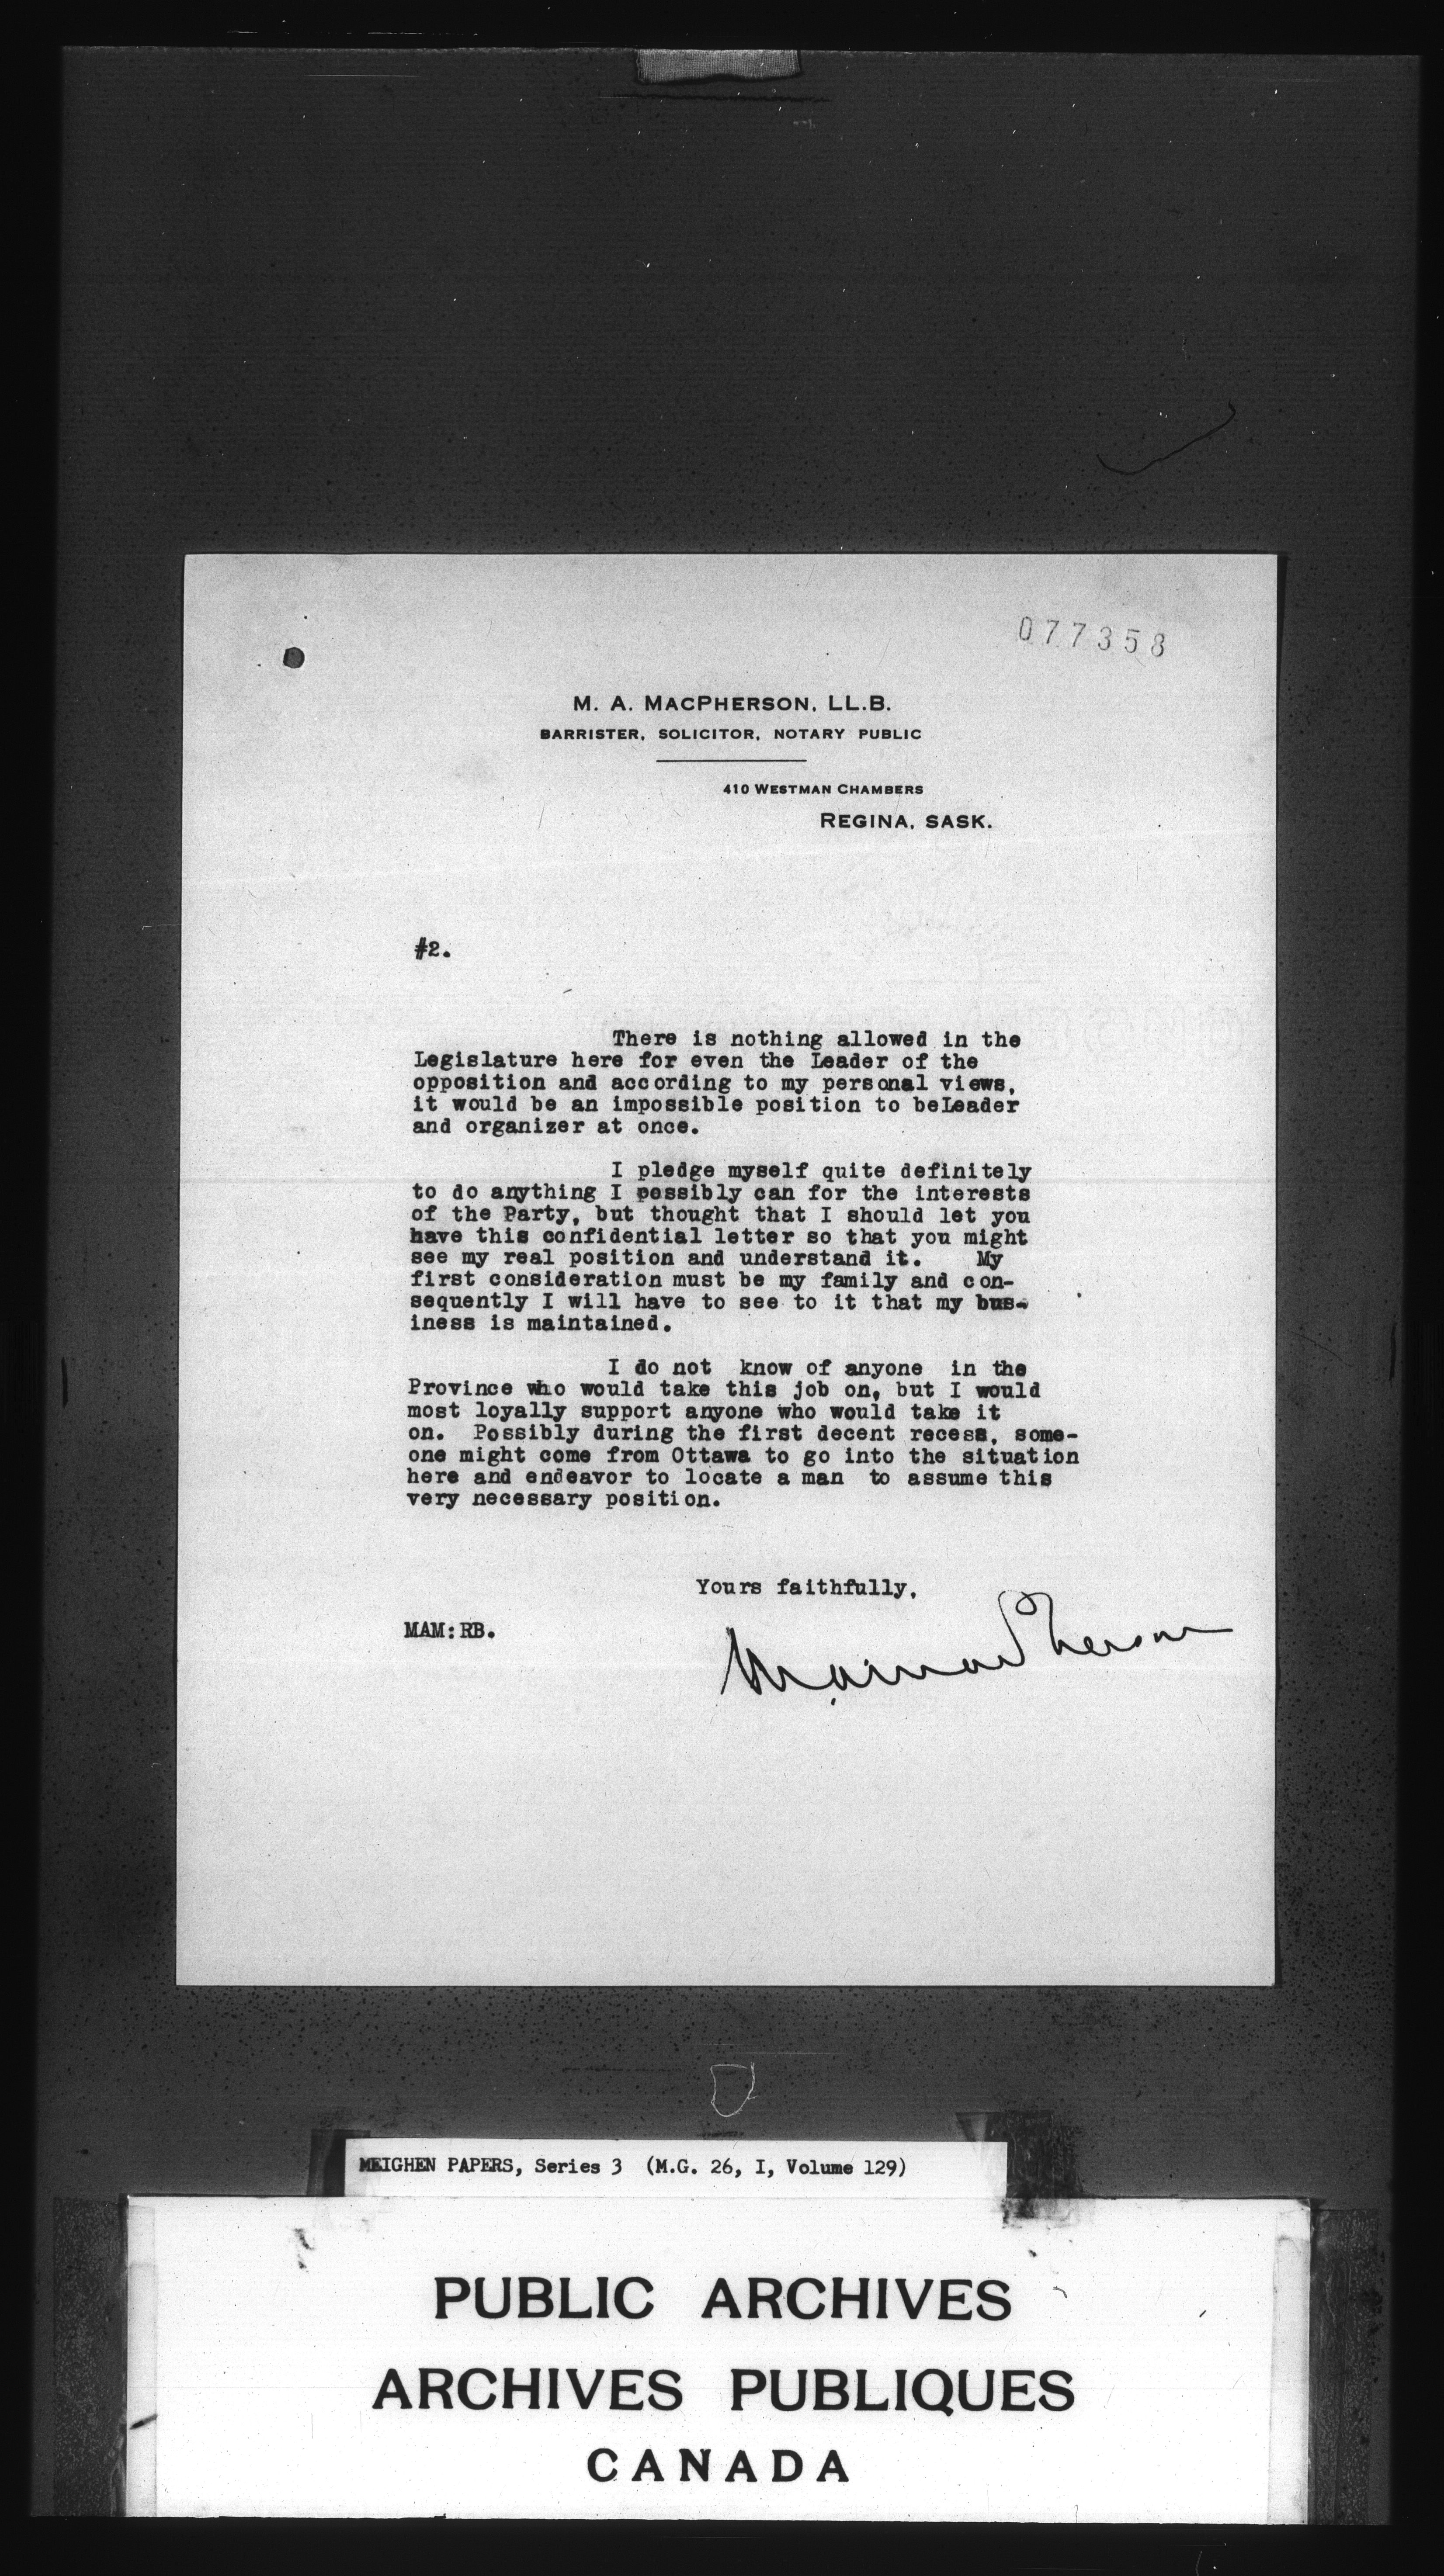 077358
M. A. MACPHERSON, LL.B.
BARRISTER, SOLICITOR, NOTARY PUBLIC
410 WESTMAN CHAMBERS
REGINA, SASK.
#2.
There is nothing allowed in the
Legislature here for even the Leader of the
opposition and according to my personal views,
it would be an impossible position to beLeader
and organizer at once.
I pledge myself quite definitely
to do anything I possibly can for the interests
of the Party, but thought that I should let you
have this confidential letter so that you might
see my real position and understand it. My
first consideration must be my family and con-
sequently I will have to see to it that my bus-
iness is maintained.
I do not know of anyone in the
Province who would take this job on, but I would
most loyally support anyone who would take it
on. Possibly during the first decent recess, some-
one might come from Ottawa to go into the situation
here and endeavor to locate a man to assume this
very necessary position.
Yours faithfully,
MAM:RB.
MEIGHEN PAPERS, Series 3 (M.G. 26, I, Volume 129)
PUBLIC ARCHIVES
ARCHIVES PUBLIQUES
CANADA